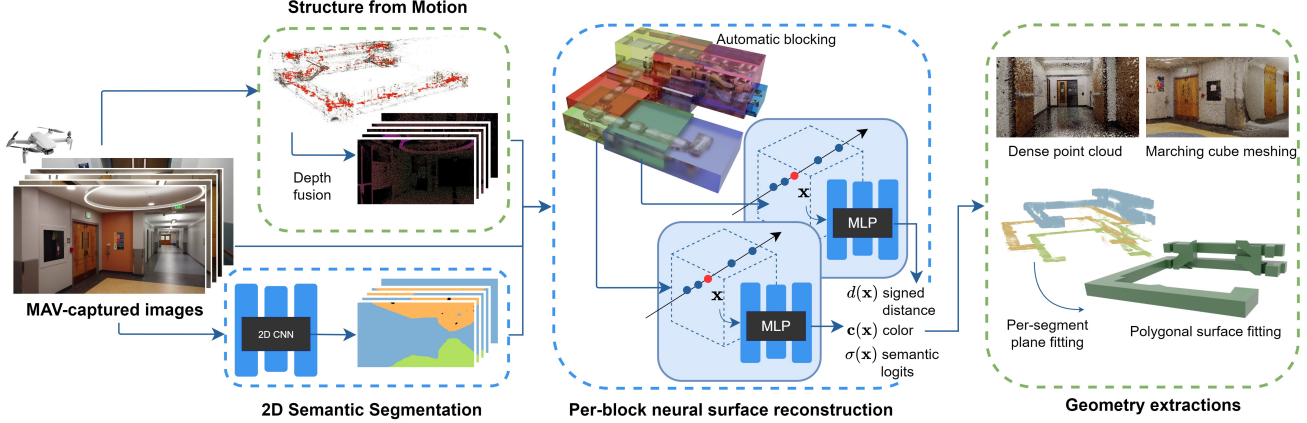 Structure from Motion
Depth
fusion
MAV-captured images
2D CNN
2D Semantic Segmentation
Automatic blocking
x
MLP
x
MLP
d(x) signed
distance
c(x) color
σ(x) semantic
logits
Per-block neural surface reconstruction
Dense point cloud
Marching cube meshing
Per-segment
plane fitting
Polygonal surface fitting
Geometry extractions